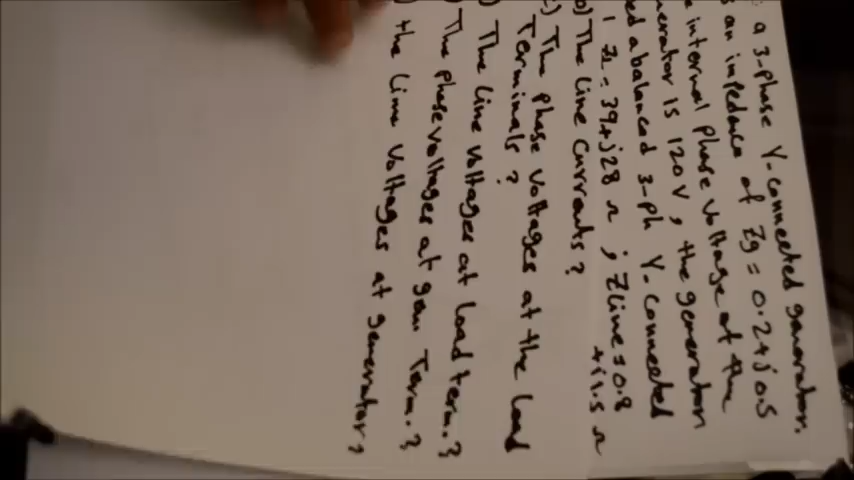 a 3-phase Y-connected generator.
an impedance of Zg = 0.2+j0.5
internal phase voltage at the
generator is 120 V, the generator
a balanced 3-ph Y-connected
ZL = 39+j28 Ω ; Zline = 0.8
+j1.5 Ω
b) The Line Currents?
c) The phase voltages at the load
Terminals?
) The Line voltages at Load term.?
) The phase voltages at gen Term.?
) the Line voltages at generator?